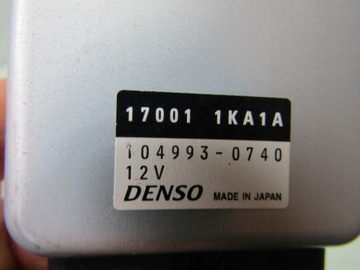 17001 1KA1A
104993-0740
12V
DENSO MADE IN JAPAN